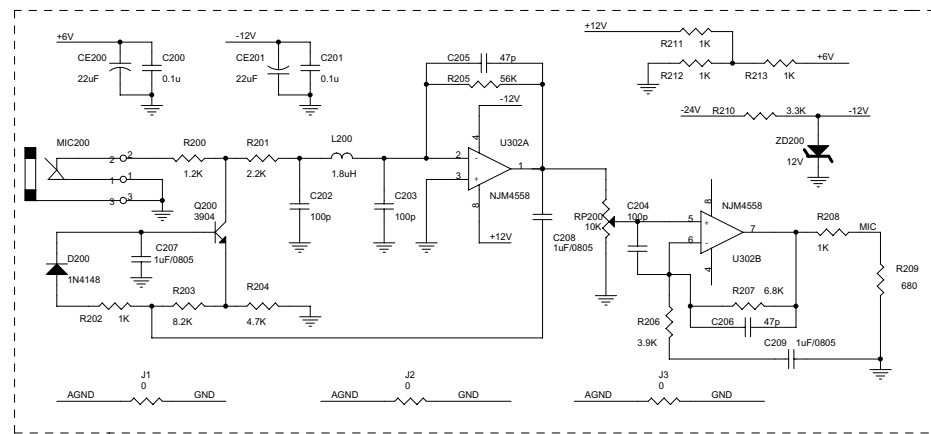 +6V
CE200
22uF
C200
0.1u
-12V
CE201
22uF
C201
0.1u
C205
47p
R205
56K
-12V
4
U302A
2
-
3
+
1
8
NJM4558
+12V
+12V
R211
1K
R212
1K
R213
1K
+6V
-24V
R210
3.3K
-12V
ZD200
12V
MIC200
2
2
1
1
3
3
R200
1.2K
R201
2.2K
L200
1.8uH
C202
100p
C203
100p
Q200
3904
C207
1uF/0805
D200
1N4148
R202
1K
R203
8.2K
R204
4.7K
C208
1uF/0805
RP200
10K
C204
100p
8
NJM4558
5
+
6
-
7
4
U302B
R208
1K
MIC
R209
680
R207
6.8K
C206
47p
R206
3.9K
C209
1uF/0805
J1
0
AGND
GND
J2
0
AGND
GND
J3
0
AGND
GND